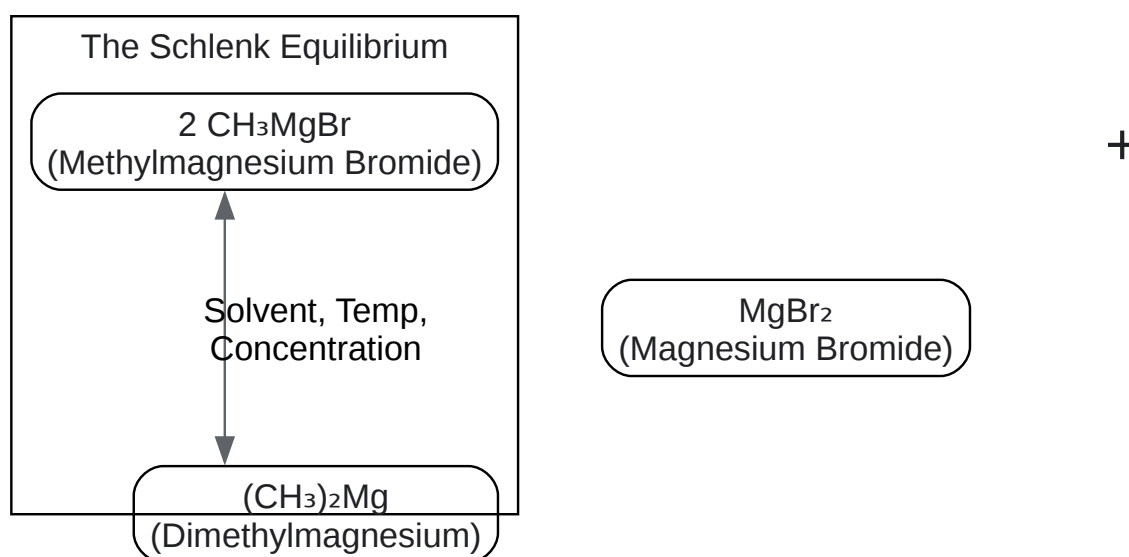 The Schlenk Equilibrium
2 CH₃MgBr
(Methylmagnesium Bromide)
+
Solvent, Temp,
Concentration
MgBr₂
(Magnesium Bromide)
(CH₃)₂Mg
(Dimethylmagnesium)